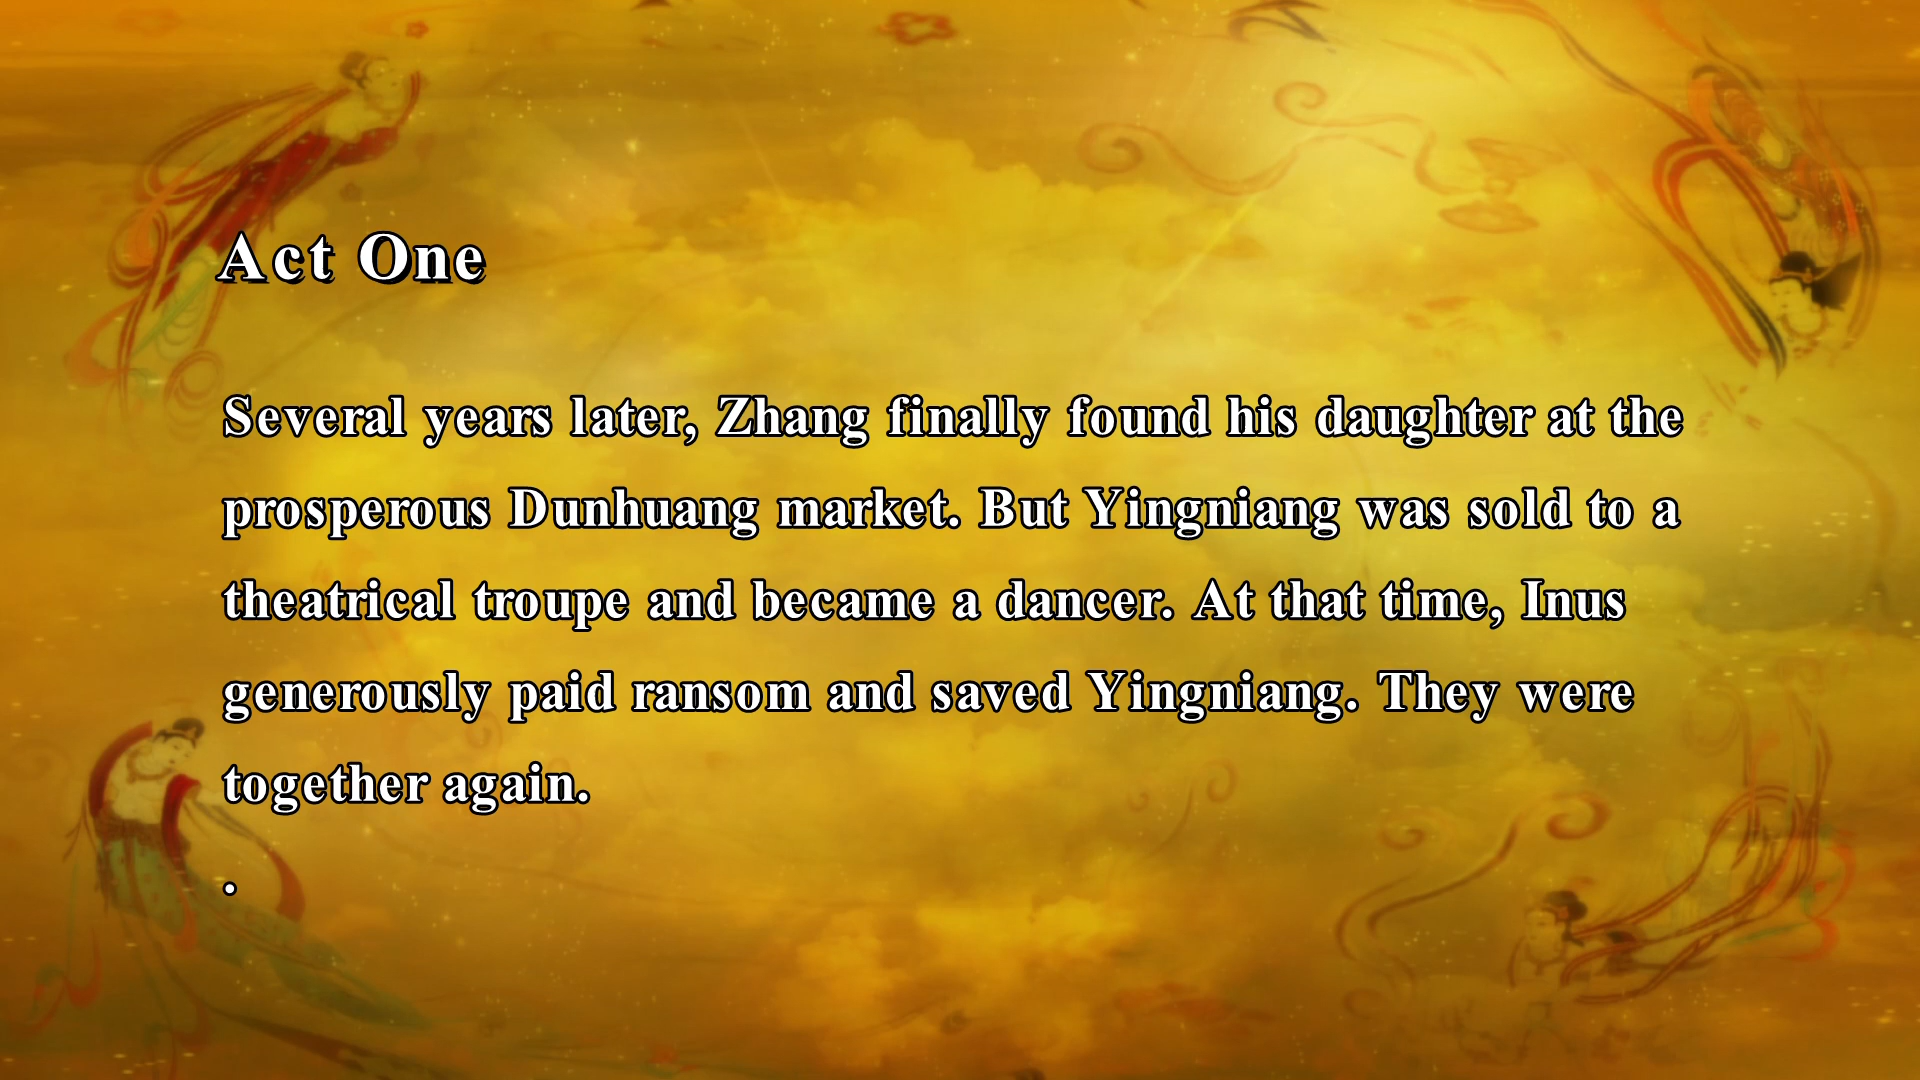 Act One
Several years later, Zhang finally found his daughter at the
prosperous Dunhuang market. But Yingniang was sold to a
theatrical troupe and became a dancer. At that time, Inus
generously paid ransom and saved Yingniang. They were
together again.
.